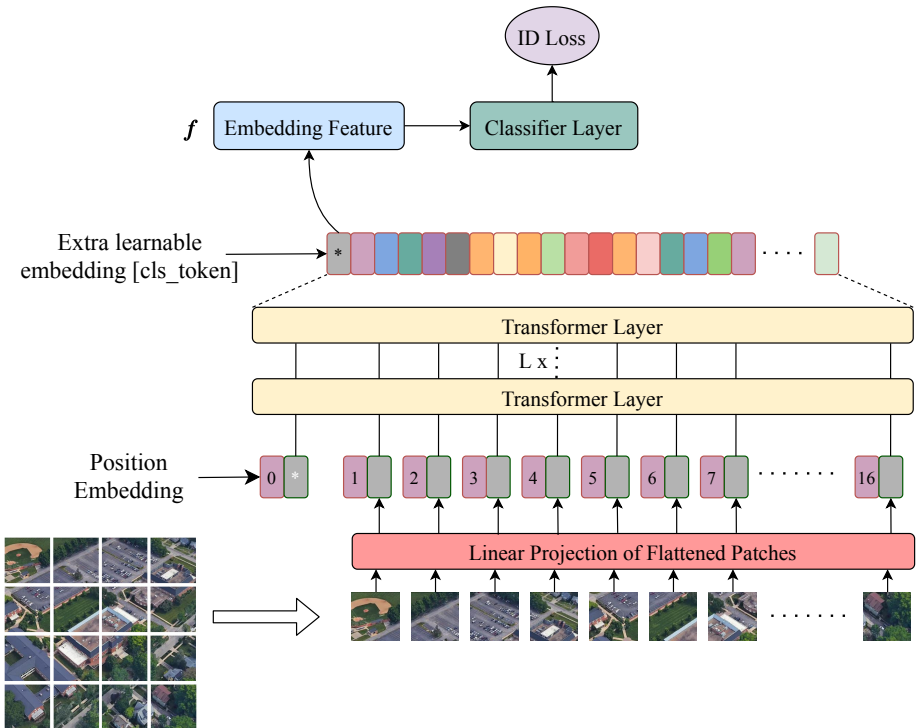 ID Loss
f
Embedding Feature
Classifier Layer
Extra learnable
embedding [cls_token]
*
. . . .
Transformer Layer
L x
Transformer Layer
Position
Embedding
0 * 1 2 3 4 5 6 7 . . . . . . . . 16
Linear Projection of Flattened Patches
. . . . . . . .